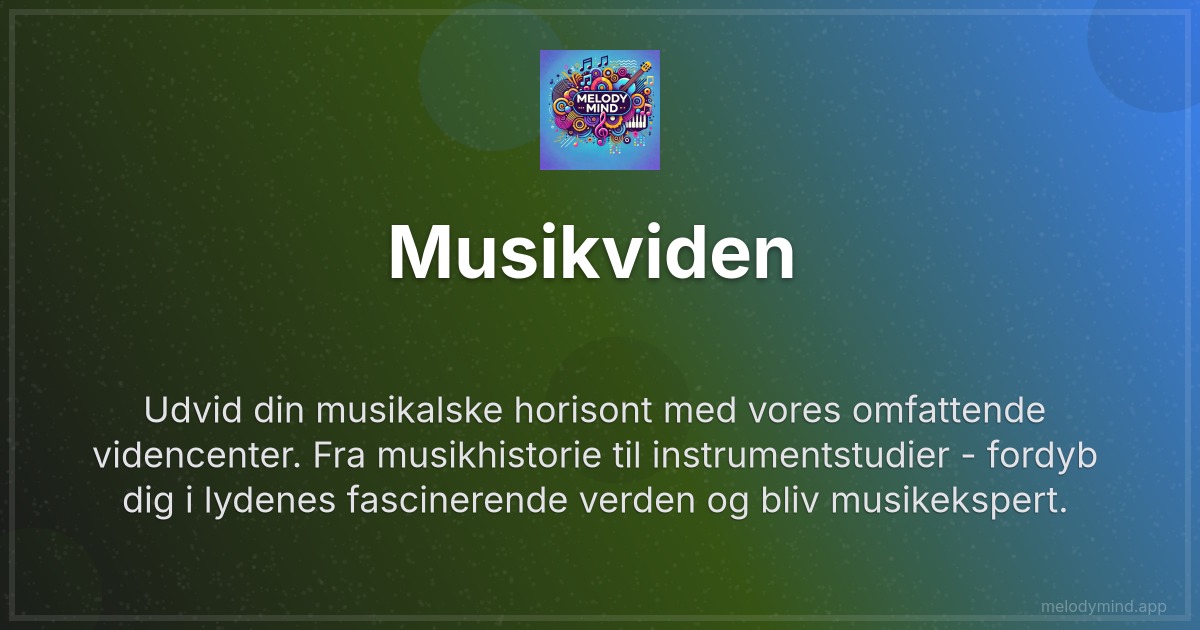 MELODY
MIND
Musikviden
Udvid din musikalske horisont med vores omfattende
videncenter. Fra musikhistorie til instrumentstudier - fordyb
dig i lydenes fascinerende verden og bliv musikekspert.
melodymind.app